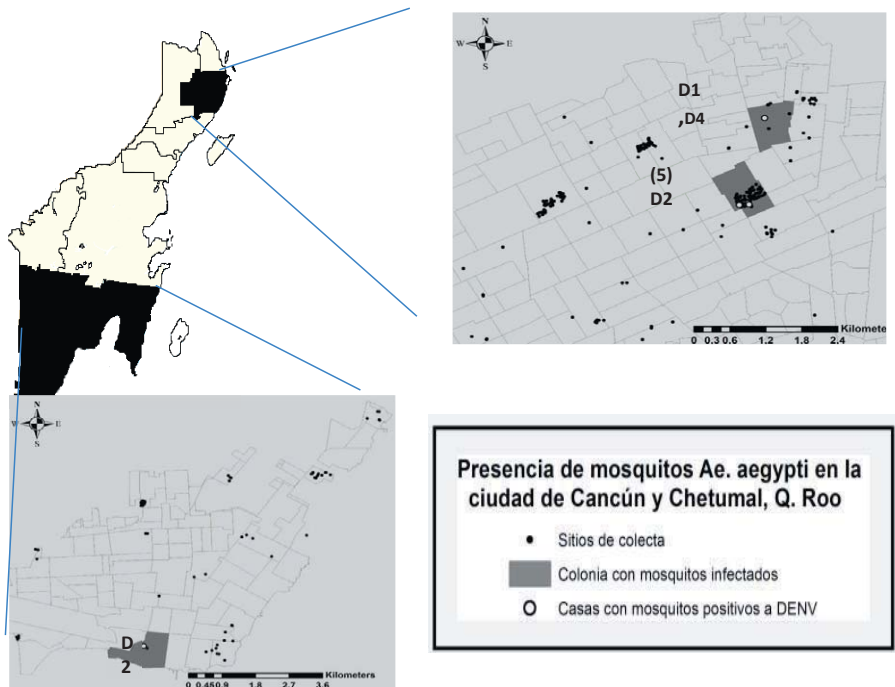 N
W E
S
D1
,D4
(5)
D2
Kilomete
0 0.3 0.6 1.2 1.8 2.4
N
W E
S
D
2
Kilometers
0 0.45 0.9 1.8 2.7 3.6
Presencia de mosquitos Ae. aegypti en la
ciudad de Cancún y Chetumal, Q. Roo
Sitios de colecta
Colonia con mosquitos infectados
Casas con mosquitos positivos a DENV